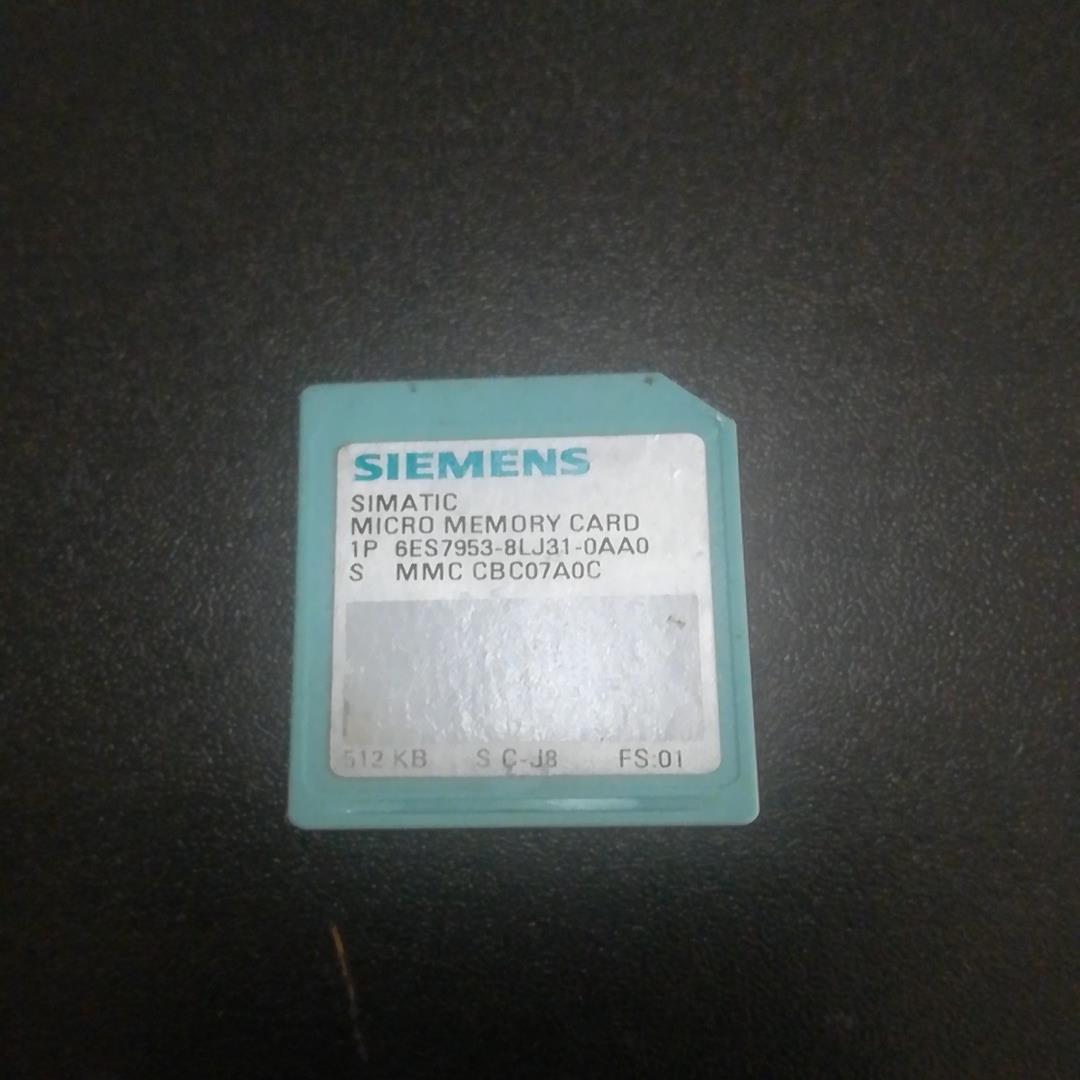 SIEMENS
SIMATIC
MICRO MEMORY CARD
1P 6ES7953-8LJ31-0AA0
S MMC CBC07A0C
512 KB S C-J8 FS:01